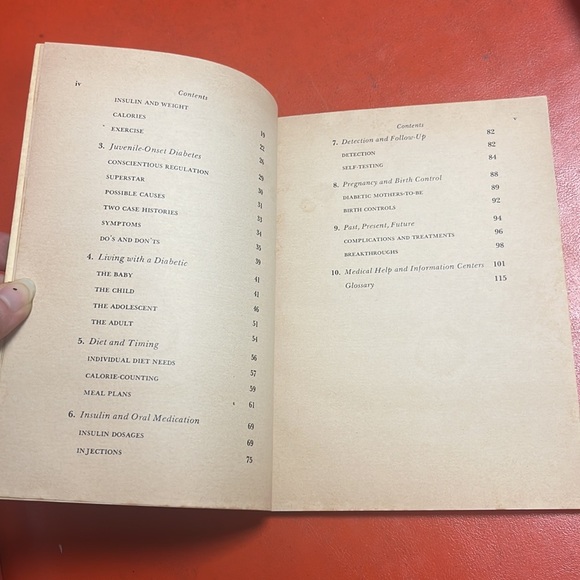 iv
Contents
INSULIN AND WEIGHT 19
CALORIES 22
EXERCISE 26
3. Juvenile-Onset Diabetes 29
CONSCIENTIOUS REGULATION 30
SUPERSTAR 31
POSSIBLE CAUSES 33
TWO CASE HISTORIES 34
SYMPTOMS 35
DO'S AND DON'TS 39
4. Living with a Diabetic 41
THE BABY 41
THE CHILD 46
THE ADOLESCENT 51
THE ADULT 54
5. Diet and Timing 56
INDIVIDUAL DIET NEEDS 57
CALORIE-COUNTING 59
MEAL PLANS 61
6. Insulin and Oral Medication 69
INSULIN DOSAGES 69
INJECTIONS 75
Contents
v
7. Detection and Follow-Up 82
DETECTION 82
SELF-TESTING 84
8. Pregnancy and Birth Control 88
DIABETIC MOTHERS-TO-BE 89
BIRTH CONTROLS 92
9. Past, Present, Future 94
COMPLICATIONS AND TREATMENTS 96
BREAKTHROUGHS 98
10. Medical Help and Information Centers 101
Glossary 115